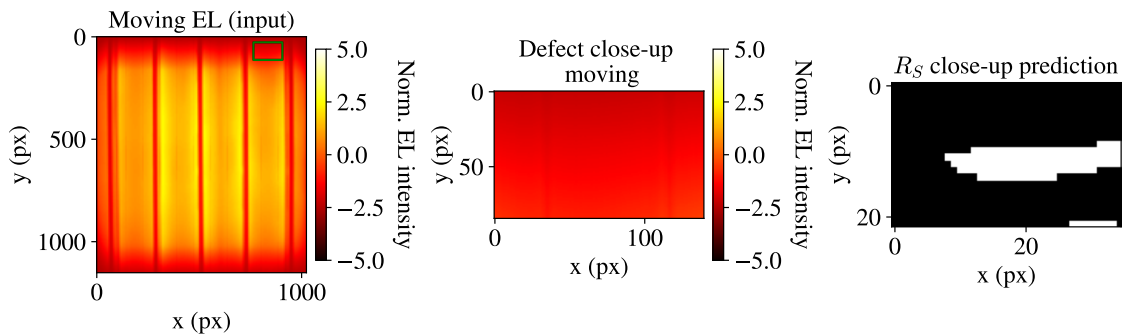 Moving EL (input)
0
500
1000
y (px)
0
1000
x (px)
5.0
2.5
0.0
−2.5
−5.0
Norm. EL intensity
Defect close-up
moving
0
50
y (px)
0
100
x (px)
5.0
2.5
0.0
−2.5
−5.0
Norm. EL intensity
R_S close-up prediction
0
20
y (px)
0
20
x (px)